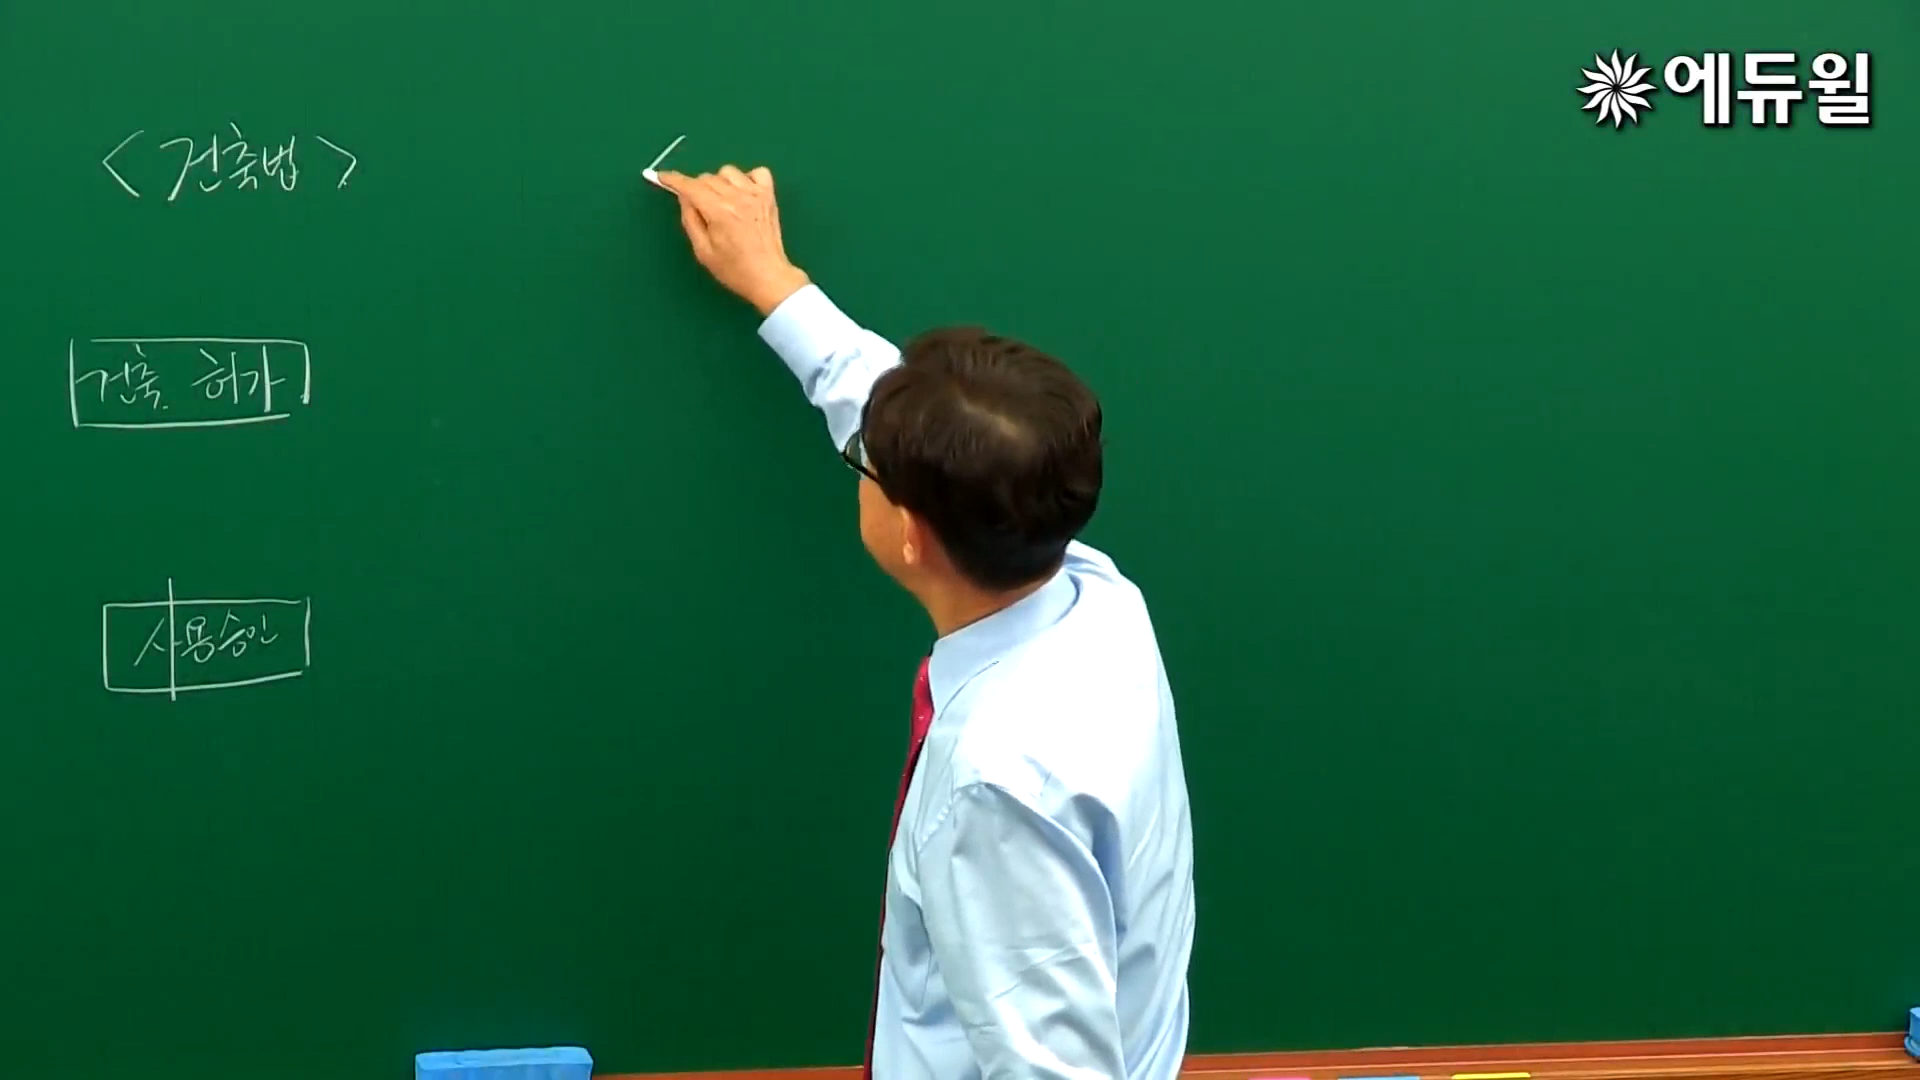 에듀윌
<건축법>
<
건축 허가
사용승인